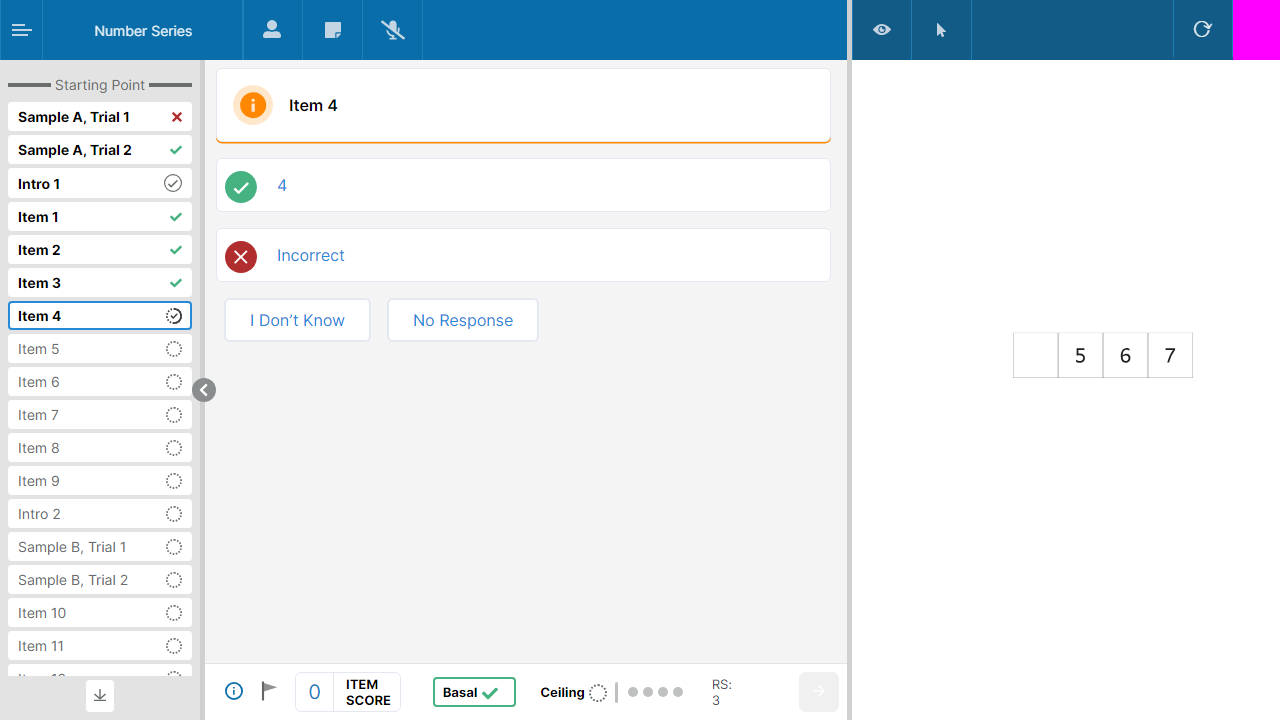 Number Series
Starting Point
Sample A, Trial 1
Sample A, Trial 2
Intro 1
Item 1
Item 2
Item 3
Item 4
Item 5
Item 6
Item 7
Item 8
Item 9
Intro 2
Sample B, Trial 1
Sample B, Trial 2
Item 10
Item 11
Item 4
4
Incorrect
I Don’t Know
No Response
0
ITEM
SCORE
Basal
Ceiling
RS:
3
5 6 7